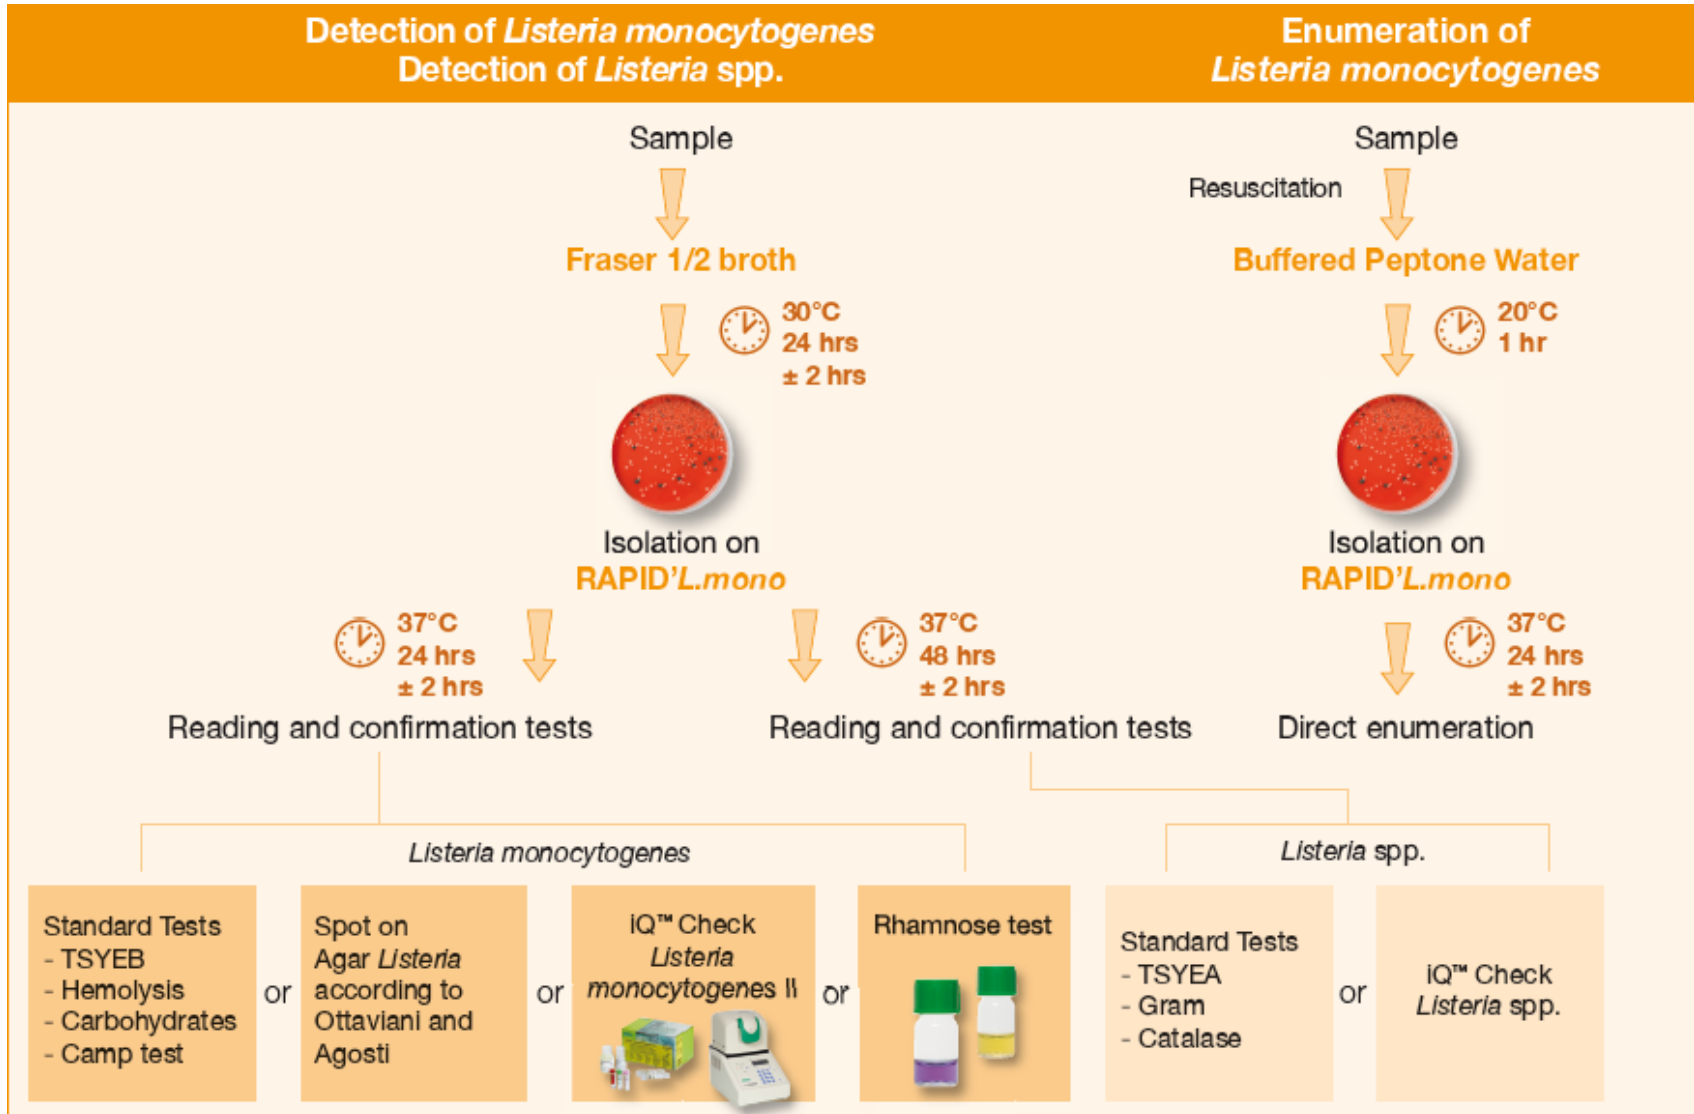 Detection of Listeria monocytogenes
Detection of Listeria spp.
Enumeration of
Listeria monocytogenes
Sample
Fraser 1/2 broth
30°C
24 hrs
± 2 hrs
Isolation on
RAPID'L.mono
37°C
24 hrs
± 2 hrs
37°C
48 hrs
± 2 hrs
Reading and confirmation tests
Reading and confirmation tests
Sample
Resuscitation
Buffered Peptone Water
20°C
1 hr
Isolation on
RAPID'L.mono
37°C
24 hrs
± 2 hrs
Direct enumeration
Listeria monocytogenes
Standard Tests
- TSYEB
- Hemolysis
- Carbohydrates
- Camp test
or
Spot on
Agar Listeria
according to
Ottaviani and
Agosti
or
iQ™ Check
Listeria
monocytogenes II
or
Rhamnose test
Listeria spp.
Standard Tests
- TSYEA
- Gram
- Catalase
or
iQ™ Check
Listeria spp.